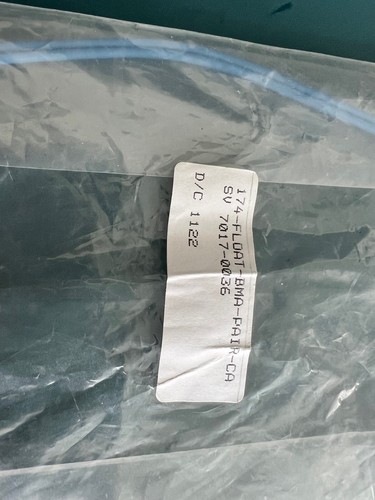 174-FLOAT-BMA-PAIR-CA
SV 7017-0036
D/C 1122